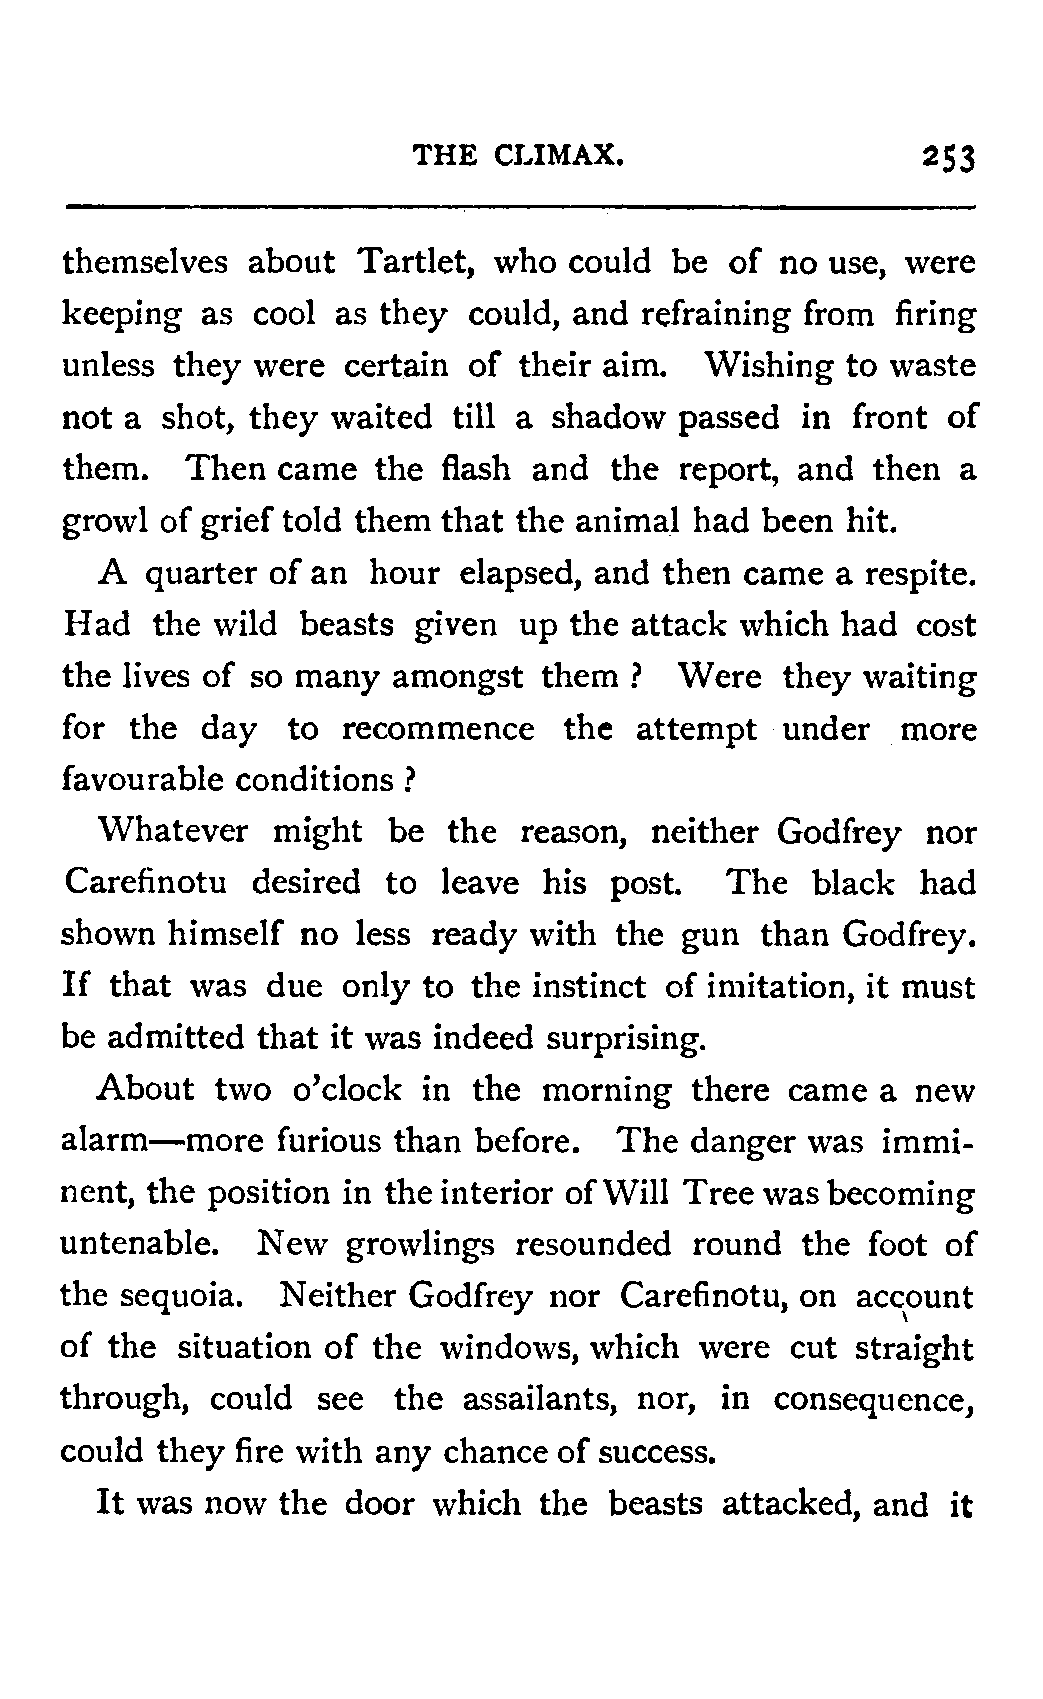 THE CLIMAX. 253
themselves about Tartlet, who could be of no use, were
keeping as cool as they could, and refraining from firing
unless they were certain of their aim. Wishing to waste
not a shot, they waited till a shadow passed in front of
them. Then came the flash and the report, and then a
growl of grief told them that the animal had been hit.
A quarter of an hour elapsed, and then came a respite.
Had the wild beasts given up the attack which had cost
the lives of so many amongst them ? Were they waiting
for the day to recommence the attempt under more
favourable conditions ?
Whatever might be the reason, neither Godfrey nor
Carefinotu desired to leave his post. The black had
shown himself no less ready with the gun than Godfrey.
If that was due only to the instinct of imitation, it must
be admitted that it was indeed surprising.
About two o'clock in the morning there came a new
alarm—more furious than before. The danger was immi-
nent, the position in the interior of Will Tree was becoming
untenable. New growlings resounded round the foot of
the sequoia. Neither Godfrey nor Carefinotu, on account
of the situation of the windows, which were cut straight
through, could see the assailants, nor, in consequence,
could they fire with any chance of success.
It was now the door which the beasts attacked, and it